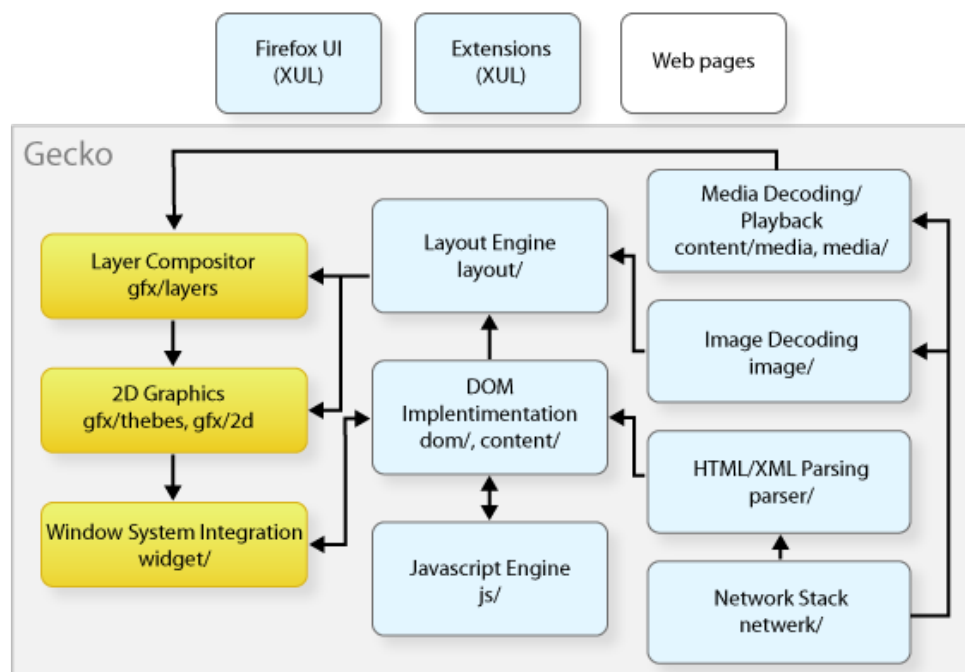 Firefox UI
(XUL)
Extensions
(XUL)
Web pages
Gecko
Media Decoding/
Playback
content/media, media/
Layout Engine
layout/
Layer Compositor
gfx/layers
Image Decoding
image/
2D Graphics
gfx/thebes, gfx/2d
DOM
Implentimentation
dom/, content/
HTML/XML Parsing
parser/
Window System Integration
widget/
Javascript Engine
js/
Network Stack
netwerk/